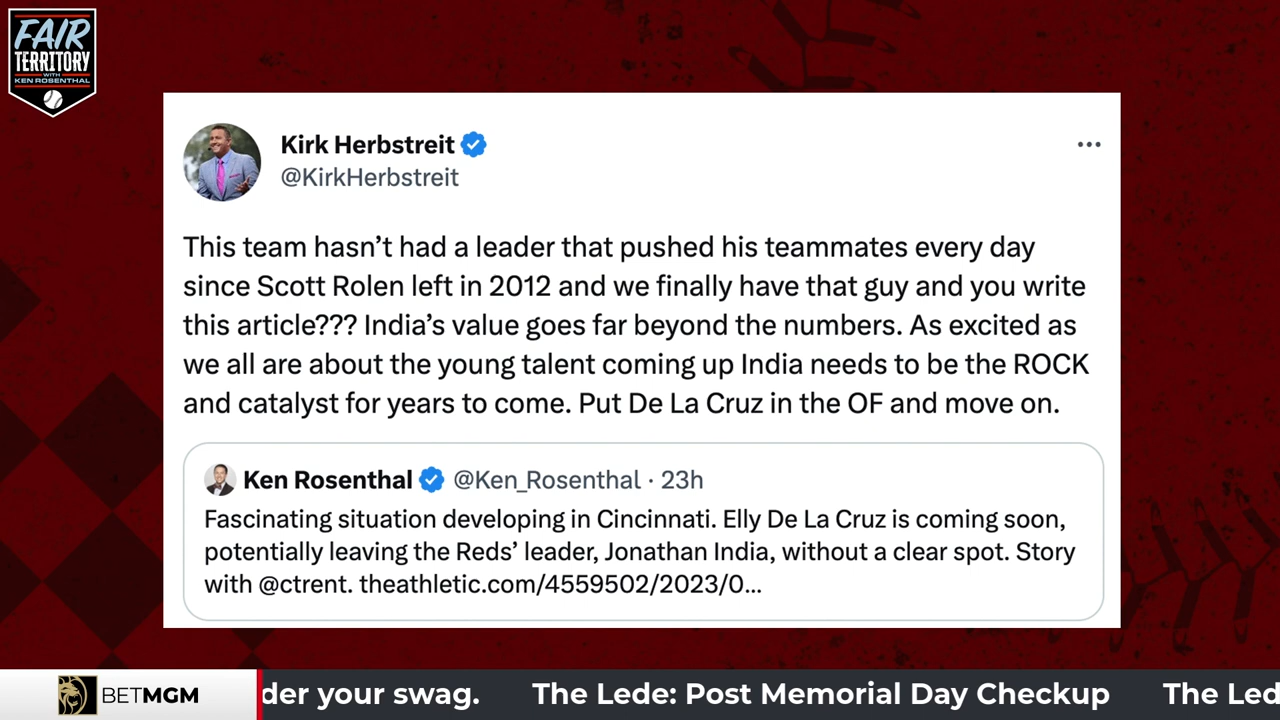 FAIR
TERRITORY
WITH
KEN ROSENTHAL
Kirk Herbstreit
@KirkHerbstreit
This team hasn’t had a leader that pushed his teammates every day
since Scott Rolen left in 2012 and we finally have that guy and you write
this article??? India’s value goes far beyond the numbers. As excited as
we all are about the young talent coming up India needs to be the ROCK
and catalyst for years to come. Put De La Cruz in the OF and move on.
Ken Rosenthal @Ken_Rosenthal · 23h
Fascinating situation developing in Cincinnati. Elly De La Cruz is coming soon,
potentially leaving the Reds’ leader, Jonathan India, without a clear spot. Story
with @ctrent. theathletic.com/4559502/2023/0...
BETMGM
der your swag. The Lede: Post Memorial Day Checkup The Led